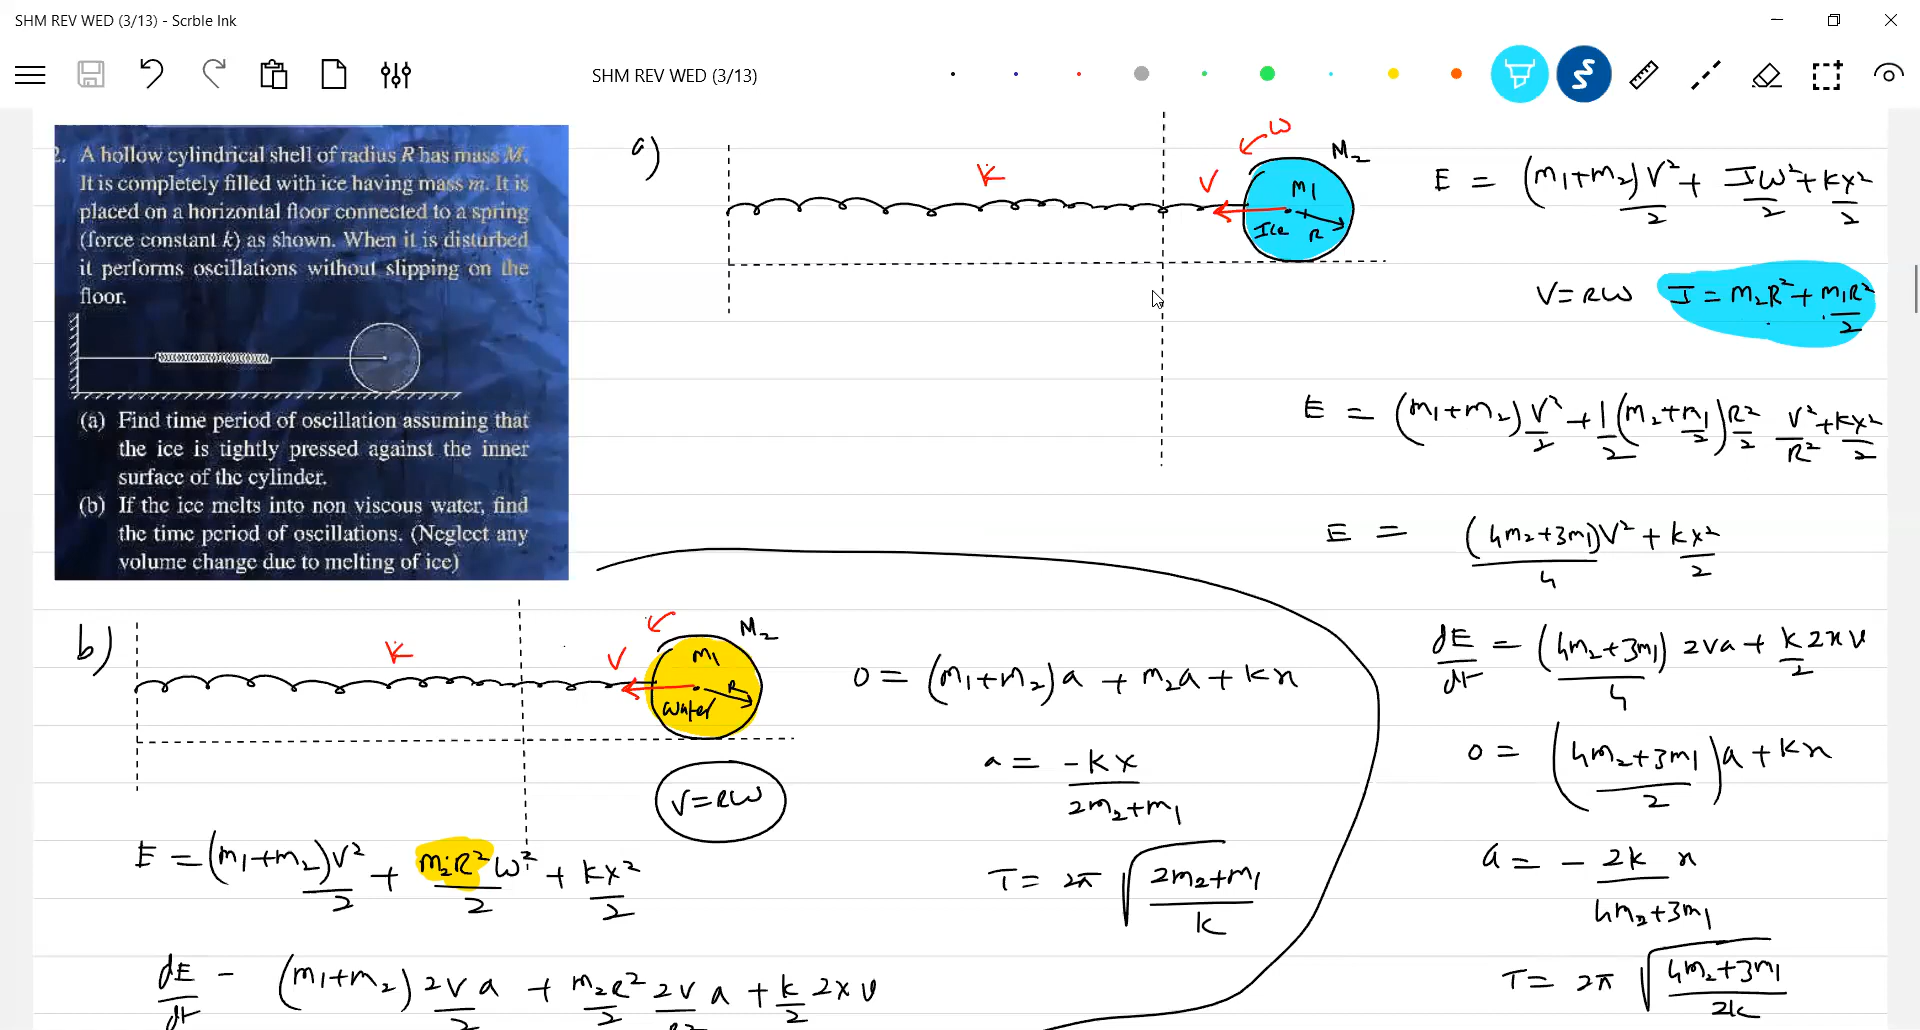 SHM REV WED (3/13) - Scrble Ink
SHM REV WED (3/13)
2. A hollow cylindrical shell of radius R has mass M.
It is completely filled with ice having mass m. It is
placed on a horizontal floor connected to a spring
(force constant k) as shown. When it is disturbed
it performs oscillations without slipping on the
floor.
(a) Find time period of oscillation assuming that
the ice is tightly pressed against the inner
surface of the cylinder.
(b) If the ice melts into non viscous water, find
the time period of oscillations. (Neglect any
volume change due to melting of ice)
a)
K
V
ω
M₂
M₁
Ice
R
E = (m₁+m₂)V²/2 + Iω²/2 + kx²/2
V=Rω I = m₂R² + m₁R²/2
E = (m₁+m₂)V²/2 + 1/2(m₂+m₁/2)R²/2 V²/R² + kx²/2
E = (4m₂+3m₁)V²/4 + kx²/2
dE/dt = (4m₂+3m₁)/4 2va + k/2 2xv
0 = ((4m₂+3m₁)/2)a + kx
a = - 2k/(4m₂+3m₁) x
T = 2π √((4m₂+3m₁)/2k)
b)
K
V
M₂
M₁
water
R
V=Rω
E = (m₁+m₂)V²/2 + m₂R²/2 ω² + kx²/2
dE/dt - (m₁+m₂) 2va/2 + m₂R²/2 2v/R² a + k/2 2xv
0 = (m₁+m₂)a + m₂a + kx
a = -kx/(2m₂+m₁)
T = 2π √((2m₂+m₁)/k)